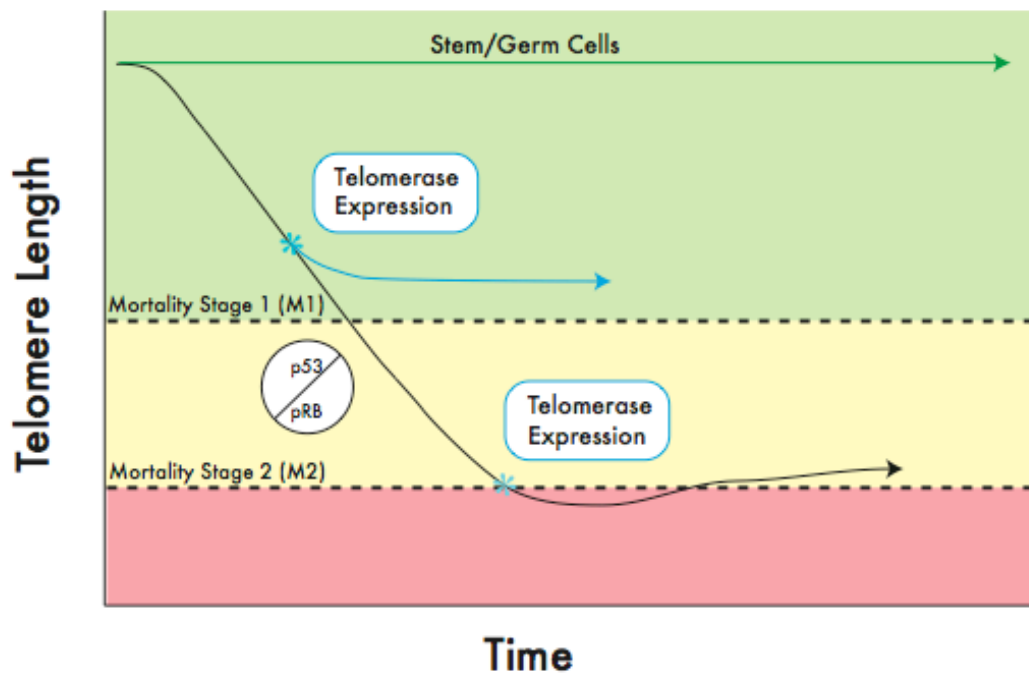 Stem/Germ Cells
Telomerase
Expression
Telomere Length
Mortality Stage 1 (M1)
p53
pRB
Telomerase
Expression
Mortality Stage 2 (M2)
Time